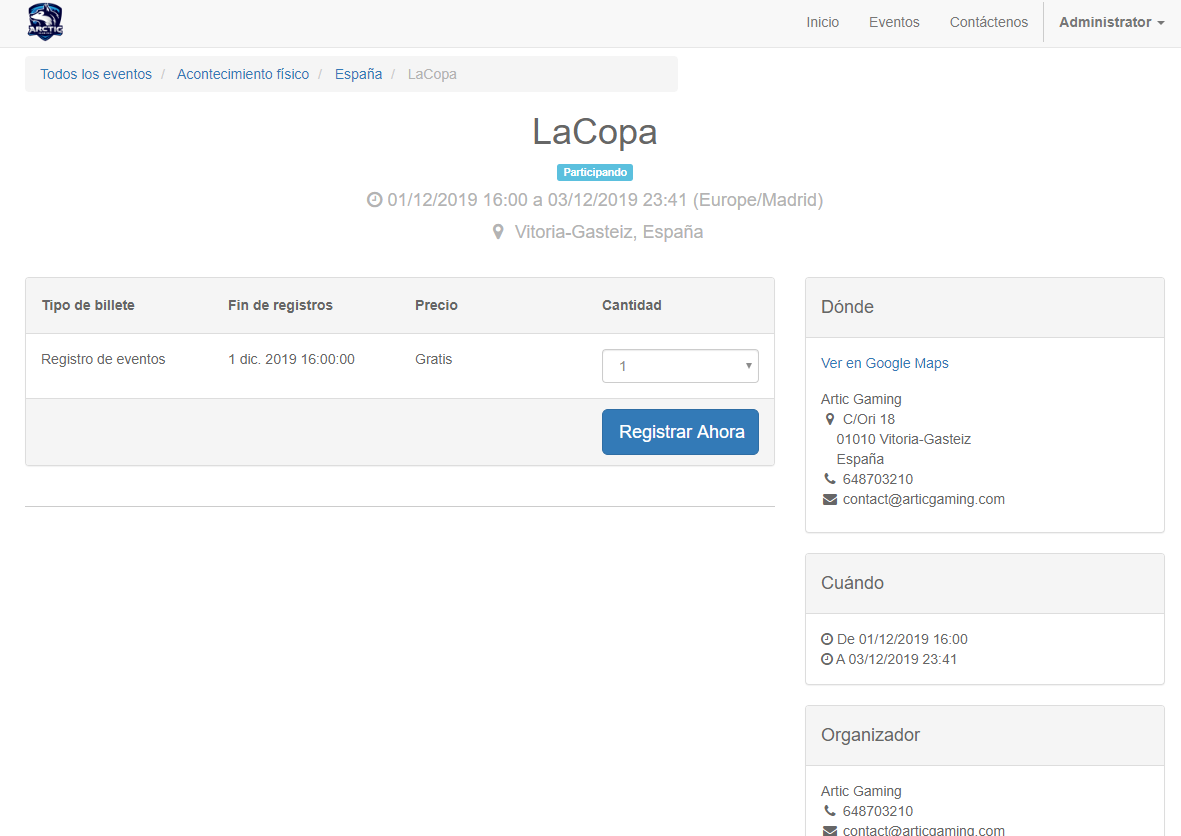 ARCTIC
Inicio Eventos Contáctenos Administrator
Todos los eventos / Acontecimiento físico / España / LaCopa
LaCopa
Participando
01/12/2019 16:00 a 03/12/2019 23:41 (Europe/Madrid)
Vitoria-Gasteiz, España
Tipo de billete Fin de registros Precio Cantidad
Registro de eventos 1 dic. 2019 16:00:00 Gratis 1
Registrar Ahora
Dónde
Ver en Google Maps
Artic Gaming
C/Ori 18
01010 Vitoria-Gasteiz
España
648703210
contact@articgaming.com
Cuándo
De 01/12/2019 16:00
A 03/12/2019 23:41
Organizador
Artic Gaming
648703210
contact@articgaming.com